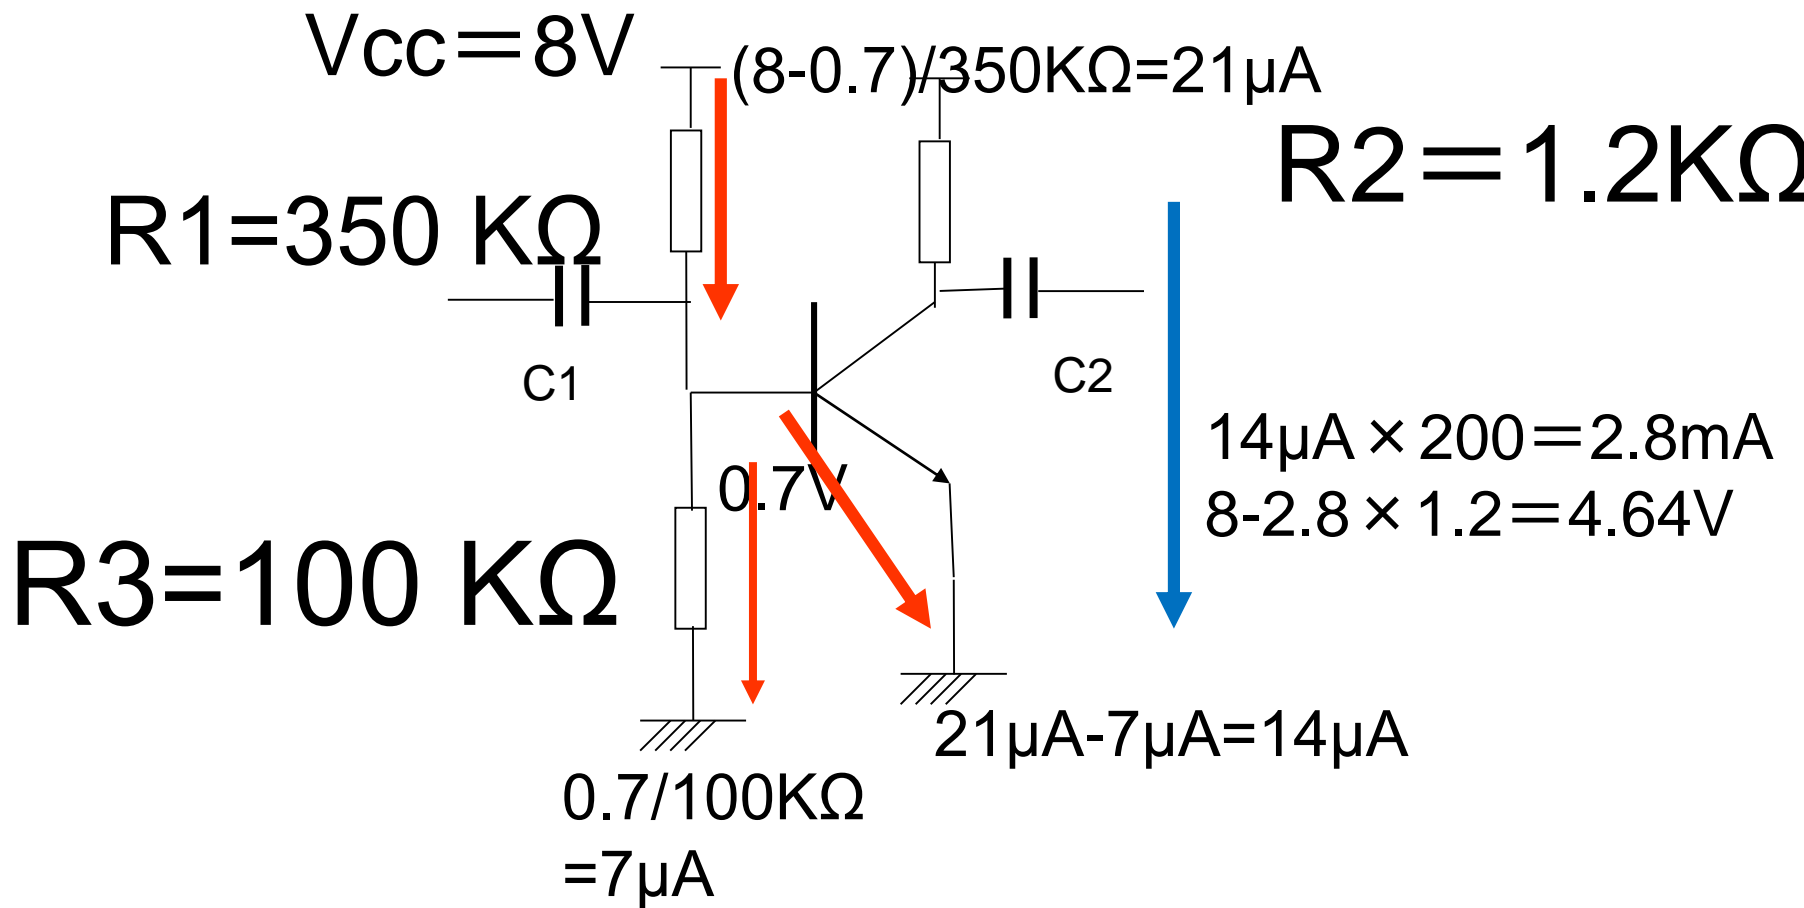 Vcc＝8V
(8-0.7)/350KΩ=21μA
R2＝1.2KΩ
R1=350 KΩ
C1
C2
14μA×200＝2.8mA
8-2.8×1.2＝4.64V
0.7V
R3=100 KΩ
21μA-7μA=14μA
0.7/100KΩ
=7μA